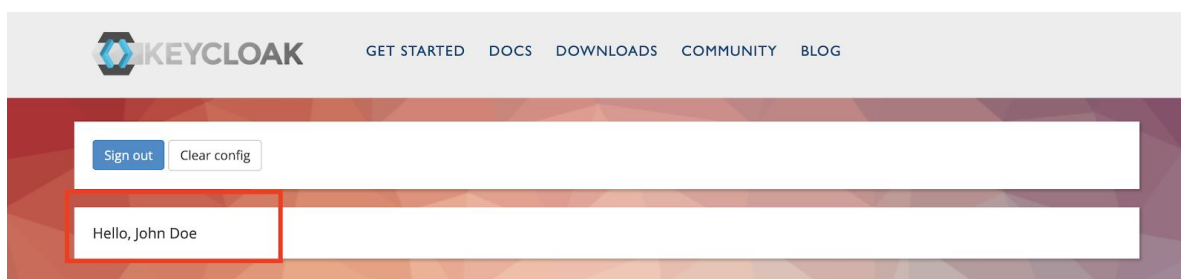 KEYCLOAK GET STARTED DOCS DOWNLOADS COMMUNITY BLOG
Sign out Clear config
Hello, John Doe